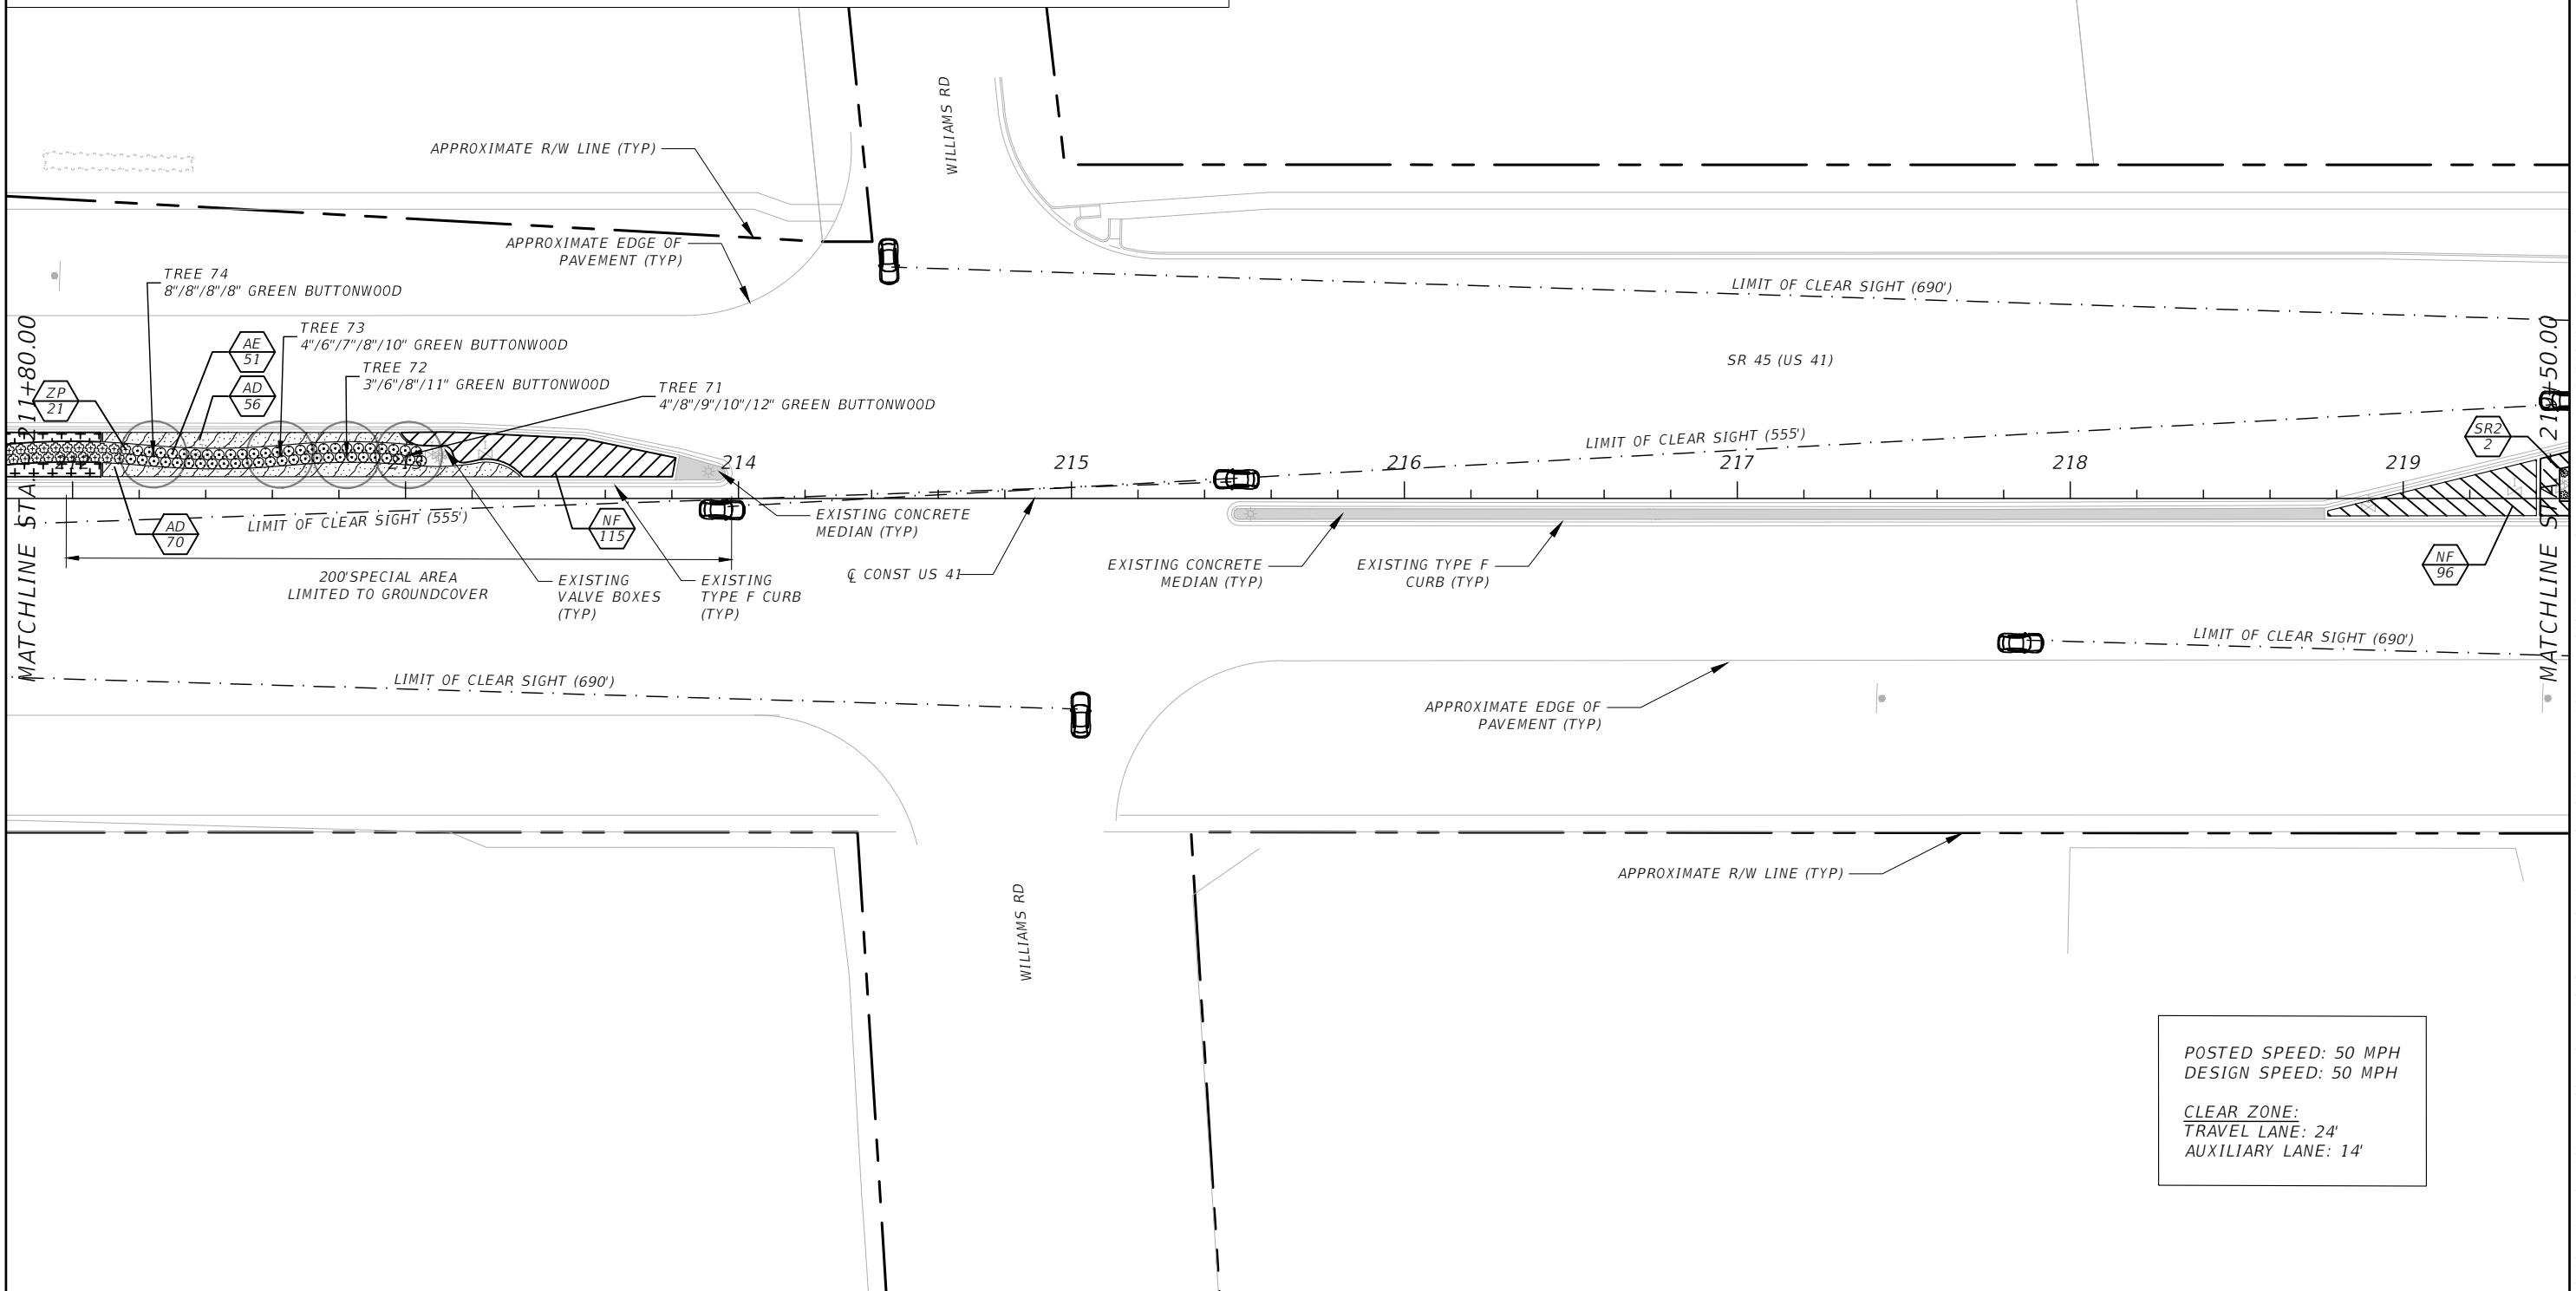 WILLIAMS RD
APPROXIMATE R/W LINE (TYP)
APPROXIMATE EDGE OF
PAVEMENT (TYP)
TREE 74
8"/8"/8"/8" GREEN BUTTONWOOD
LIMIT OF CLEAR SIGHT (690')
TREE 73
4"/6"/7"/8"/10" GREEN BUTTONWOOD
AE
51
SR 45 (US 41)
TREE 72
3"/6"/8"/11" GREEN BUTTONWOOD
AD
56
ZP
21
TREE 71
4"/8"/9"/10"/12" GREEN BUTTONWOOD
LIMIT OF CLEAR SIGHT (555')
SR2
2
MATCHLINE STA. 211+80.00
212
213
214
215
216
217
218
219
MATCHLINE STA. 219+50.00
LIMIT OF CLEAR SIGHT (555')
AD
70
NF
115
EXISTING CONCRETE
MEDIAN (TYP)
200' SPECIAL AREA
LIMITED TO GROUNDCOVER
EXISTING
VALVE BOXES
(TYP)
EXISTING
TYPE F CURB
(TYP)
℄ CONST US 41
EXISTING CONCRETE
MEDIAN (TYP)
EXISTING TYPE F
CURB (TYP)
NF
96
LIMIT OF CLEAR SIGHT (690')
LIMIT OF CLEAR SIGHT (690')
APPROXIMATE EDGE OF
PAVEMENT (TYP)
APPROXIMATE R/W LINE (TYP)
WILLIAMS RD
POSTED SPEED: 50 MPH
DESIGN SPEED: 50 MPH
CLEAR ZONE:
TRAVEL LANE: 24'
AUXILIARY LANE: 14'